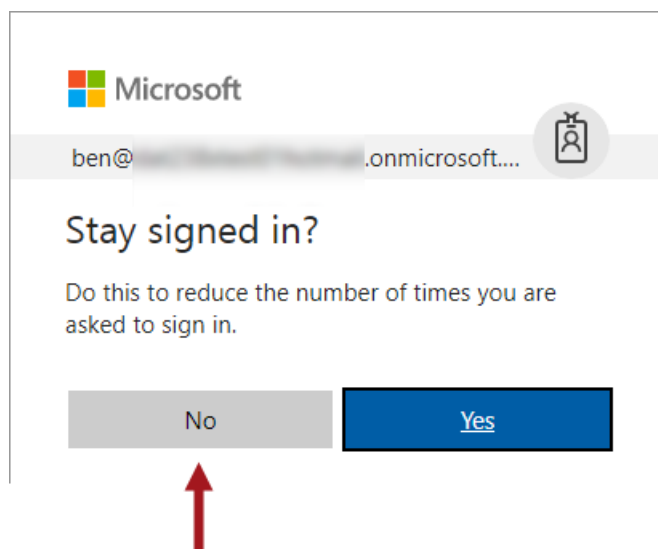 Microsoft
ben@ .onmicrosoft....
Stay signed in?
Do this to reduce the number of times you are
asked to sign in.
No Yes